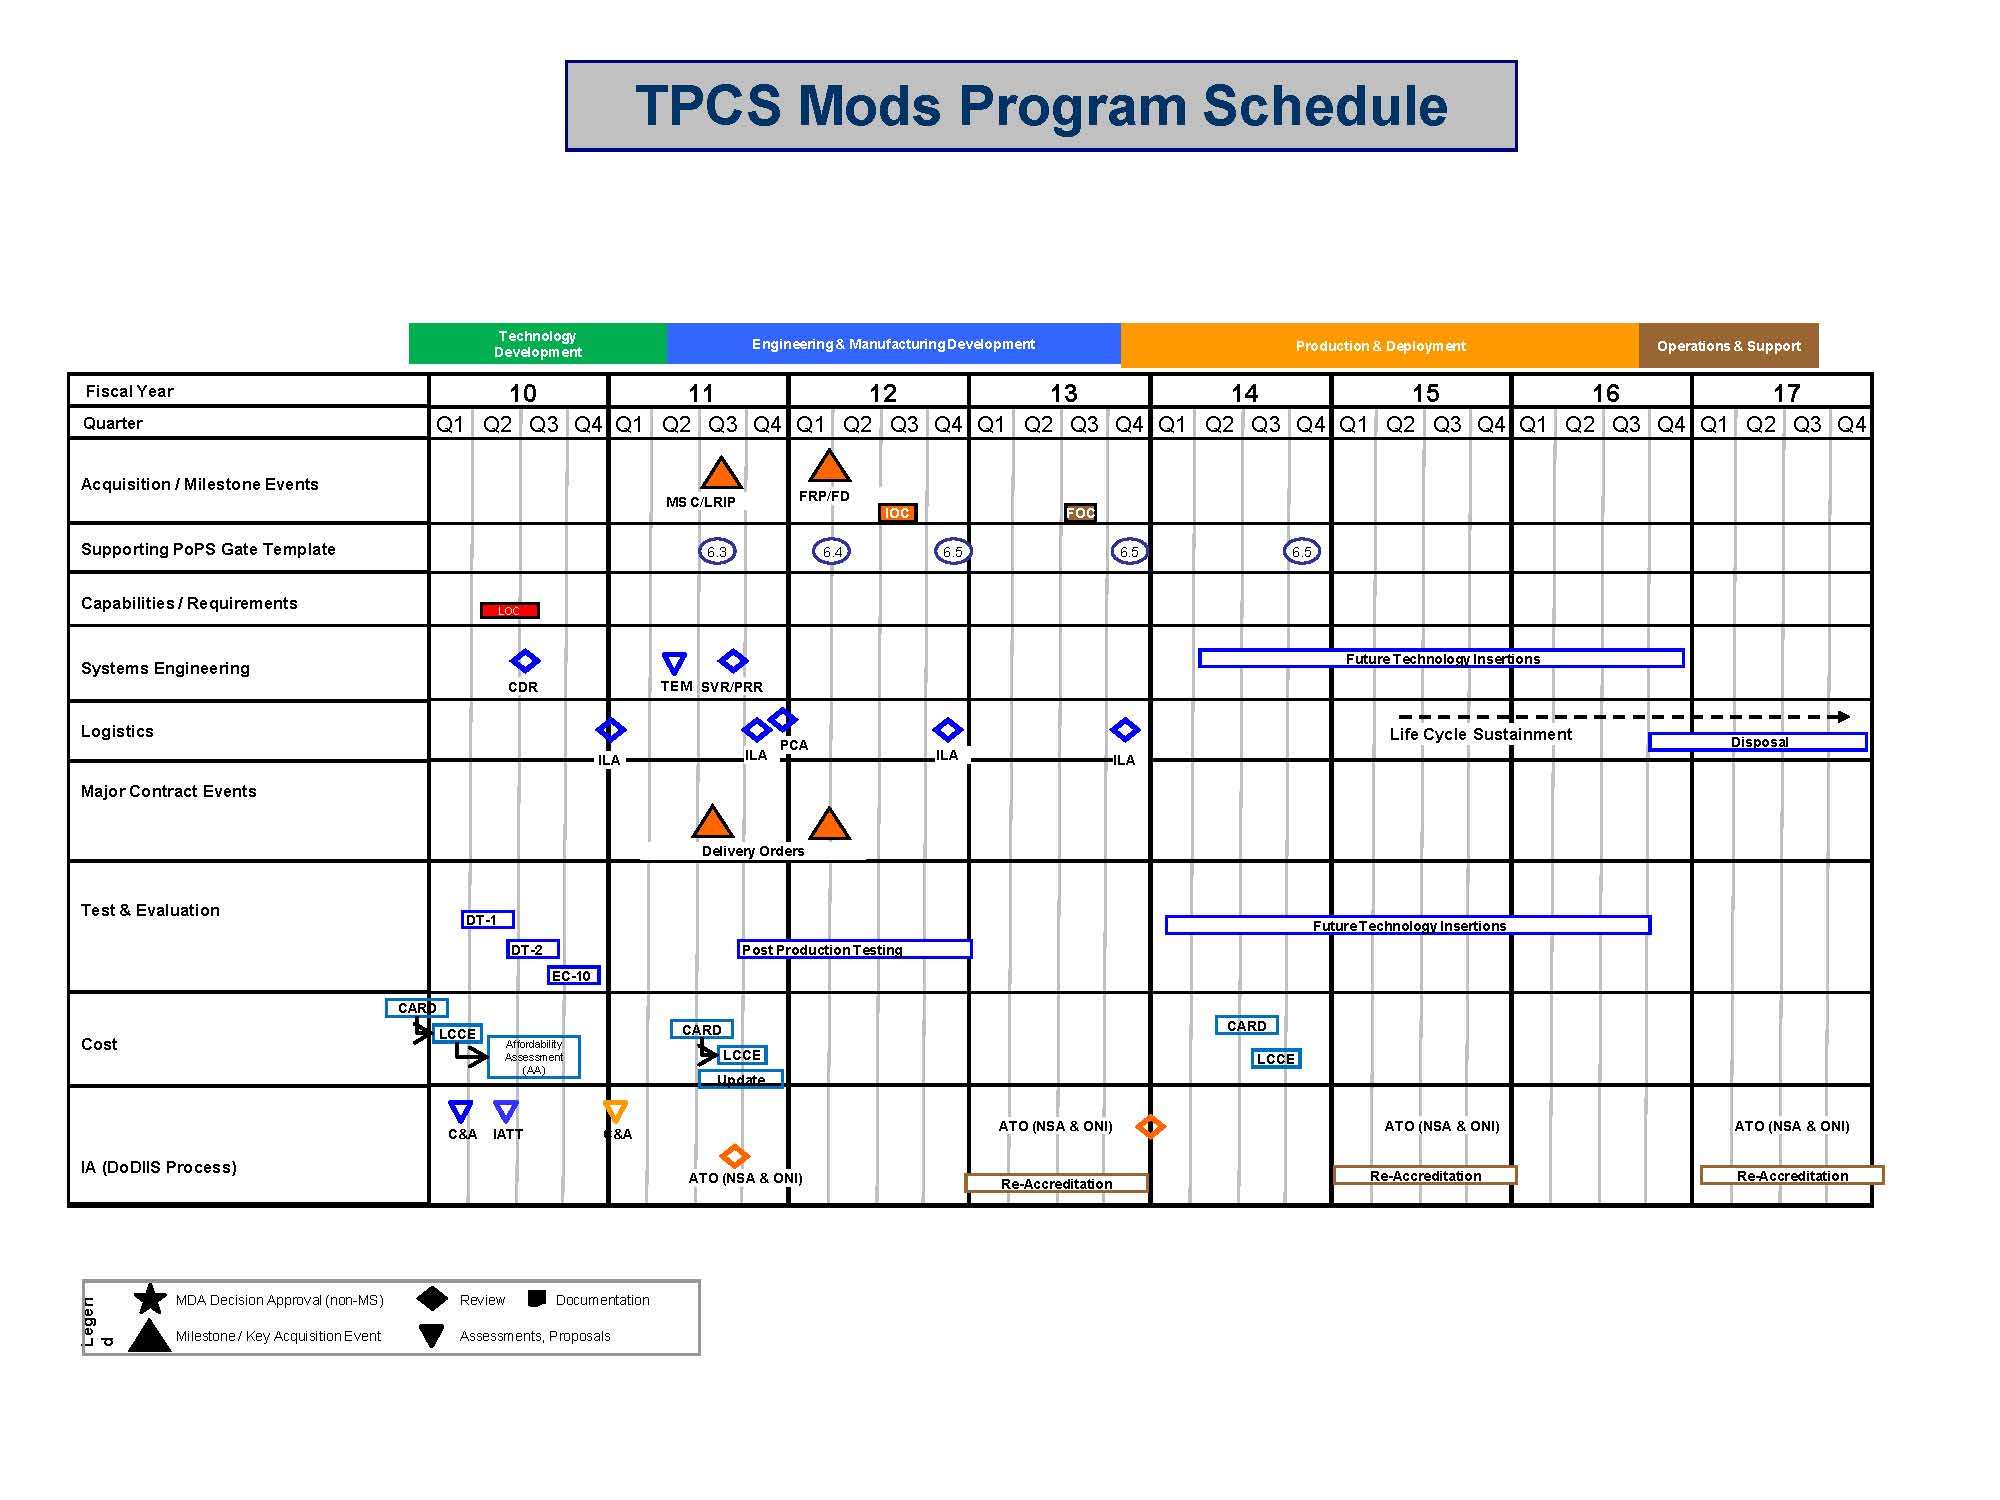 TPCS Mods Program Schedule
Technology
Development
Engineering & Manufacturing Development
Production & Deployment
Operations & Support
Fiscal Year 10 11 12 13 14 15 16 17
Quarter Q1 Q2 Q3 Q4 Q1 Q2 Q3 Q4 Q1 Q2 Q3 Q4 Q1 Q2 Q3 Q4 Q1 Q2 Q3 Q4 Q1 Q2 Q3 Q4 Q1 Q2 Q3 Q4 Q1 Q2 Q3 Q4
Acquisition / Milestone Events
MS C/LRIP
FRP/FD
IOC
FOC
Supporting PoPS Gate Template
6.3
6.4
6.5
6.5
6.5
Capabilities / Requirements
LOC
Systems Engineering
CDR
TEM
SVR/PRR
Future Technology Insertions
Logistics
ILA
ILA
PCA
ILA
ILA
Life Cycle Sustainment
Disposal
Major Contract Events
Delivery Orders
Test & Evaluation
DT-1
DT-2
EC-10
Post Production Testing
Future Technology Insertions
Cost
CARD
LCCE
Affordability
Assessment
(AA)
CARD
LCCE
Update
CARD
LCCE
IA (DoDIIS Process)
C&A
IATT
C&A
ATO (NSA & ONI)
ATO (NSA & ONI)
Re-Accreditation
ATO (NSA & ONI)
Re-Accreditation
ATO (NSA & ONI)
Re-Accreditation
Legen
d
MDA Decision Approval (non-MS)
Review
Documentation
Milestone / Key Acquisition Event
Assessments, Proposals